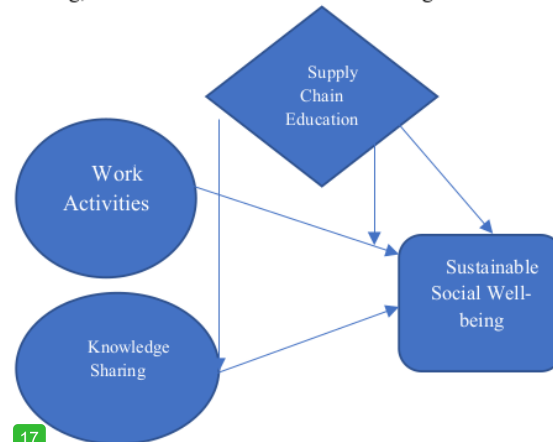 Supply
Chain
Education
Work
Activities
Sustainable
Social Well-
being
Knowledge
Sharing
17